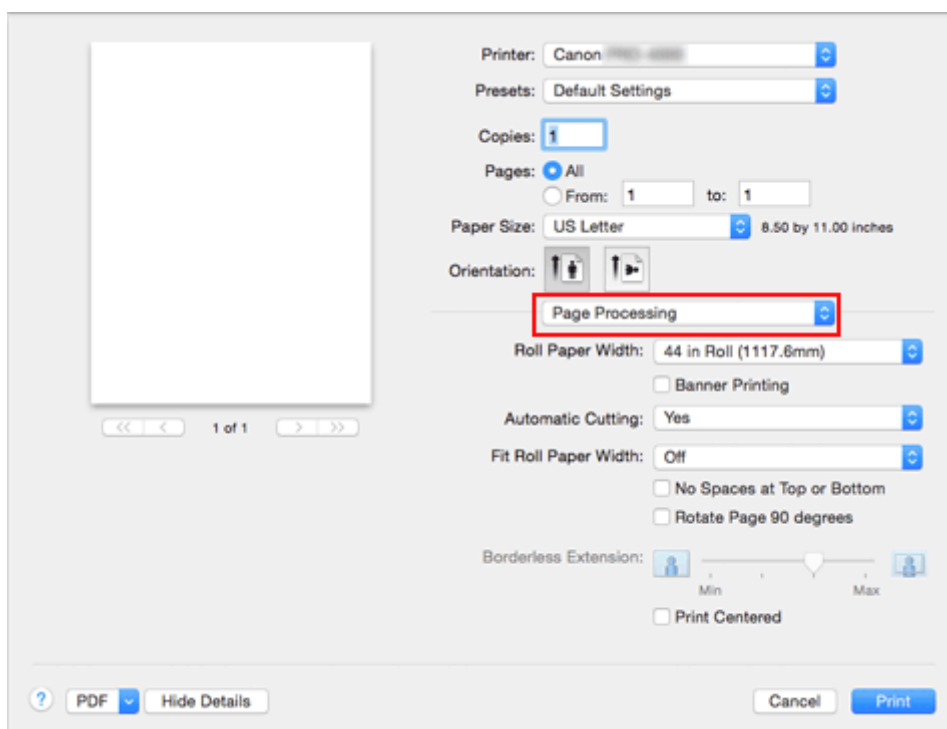 Printer: Canon
Presets: Default Settings
Copies: 1
Pages: All
From: 1 to: 1
Paper Size: US Letter 8.50 by 11.00 inches
Orientation:
Page Processing
Roll Paper Width: 44 in Roll (1117.6mm)
Banner Printing
1 of 1
Automatic Cutting: Yes
Fit Roll Paper Width: Off
No Spaces at Top or Bottom
Rotate Page 90 degrees
Borderless Extension:
Min Max
Print Centered
? PDF Hide Details Cancel Print